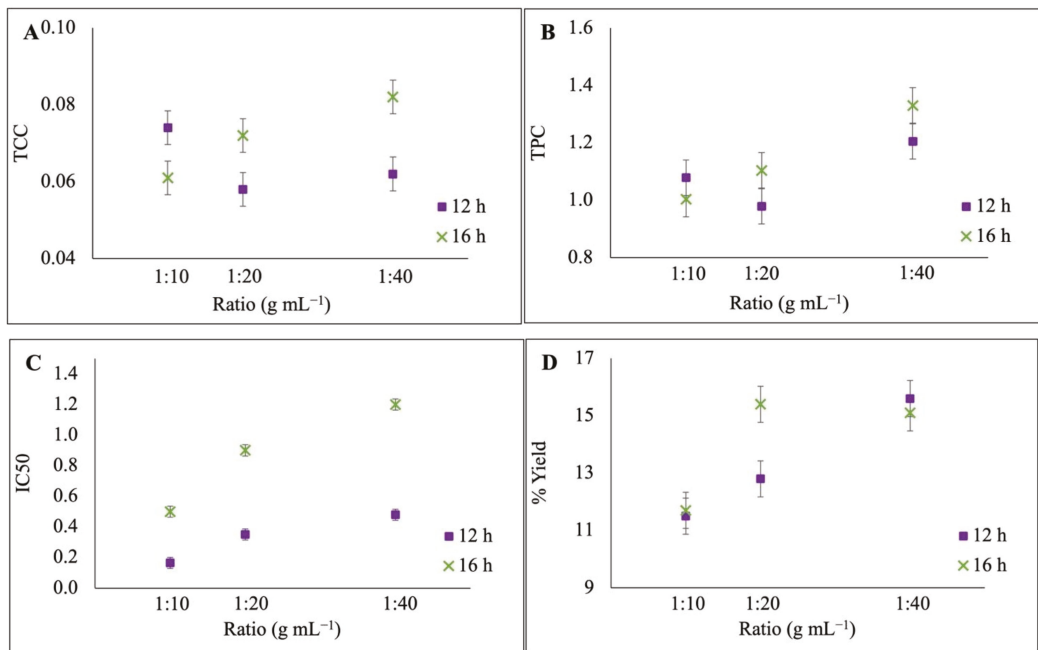 A
0.10
0.08
0.06
0.04
TCC
1:10 1:20 1:40
Ratio (g mL⁻¹)
12 h
16 h
B
1.6
1.4
1.2
1.0
0.8
TPC
1:10 1:20 1:40
Ratio (g mL⁻¹)
12 h
16 h
C
1.4
1.2
1.0
0.8
0.6
0.4
0.2
0.0
IC50
1:10 1:20 1:40
Ratio (g mL⁻¹)
12 h
16 h
D
17
15
13
11
9
% Yield
1:10 1:20 1:40
Ratio (g mL⁻¹)
12 h
16 h